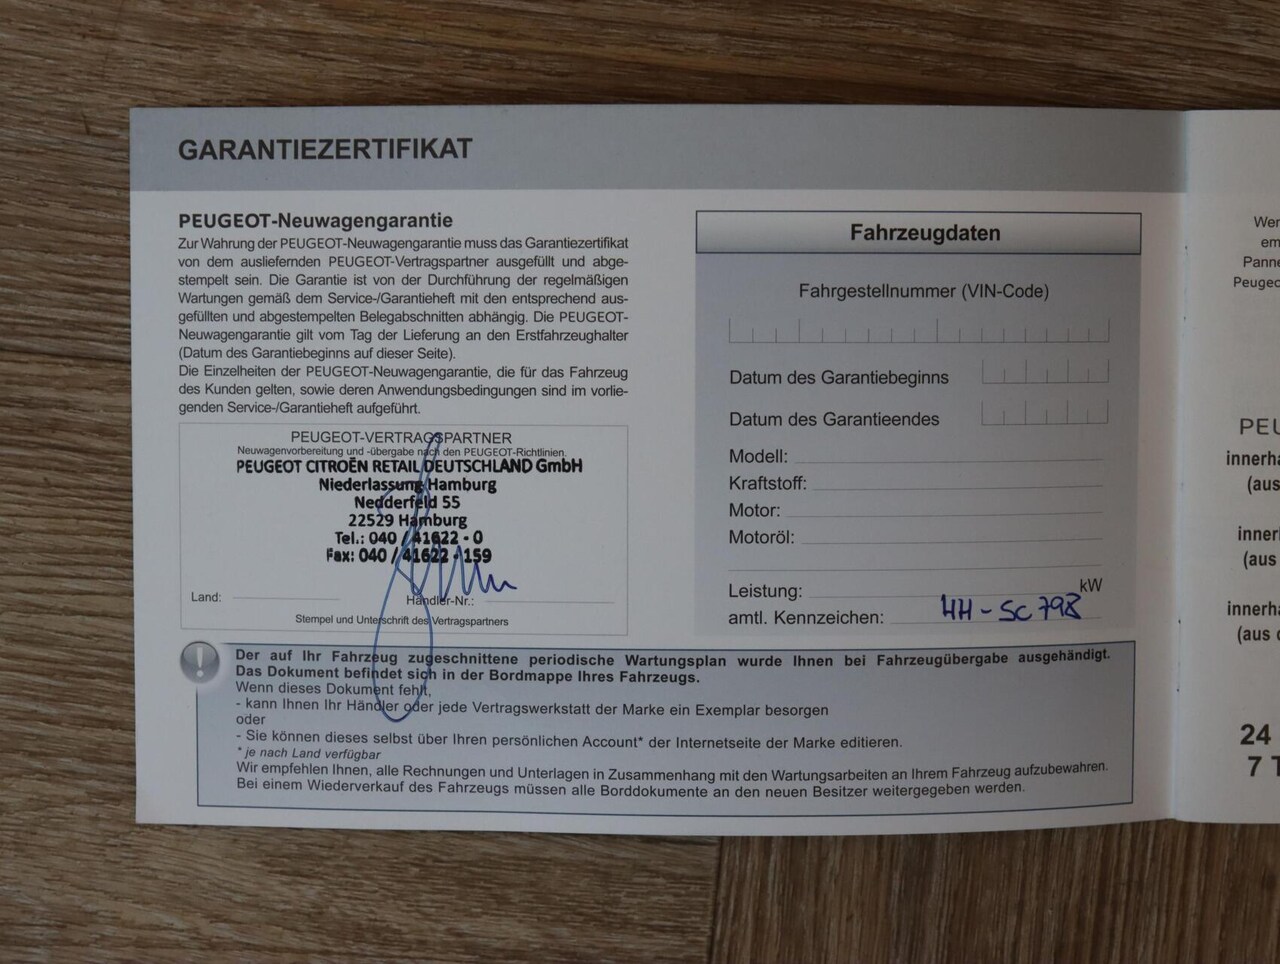 GARANTIEZERTIFIKAT
PEUGEOT-Neuwagengarantie
Zur Wahrung der PEUGEOT-Neuwagengarantie muss das Garantiezertifikat
von dem ausliefernden PEUGEOT-Vertragspartner ausgefüllt und abge-
stempelt sein. Die Garantie ist von der Durchführung der regelmäßigen
Wartungen gemäß dem Service-/Garantieheft mit den entsprechend aus-
gefüllten und abgestempelten Belegabschnitten abhängig. Die PEUGEOT-
Neuwagengarantie gilt vom Tag der Lieferung an den Erstfahrzeughalter
(Datum des Garantiebeginns auf dieser Seite).
Die Einzelheiten der PEUGEOT-Neuwagengarantie, die für das Fahrzeug
des Kunden gelten, sowie deren Anwendungsbedingungen sind im vorlie-
genden Service-/Garantieheft aufgeführt.
PEUGEOT-VERTRAGSPARTNER
Neuwagenvorbereitung und -übergabe nach den PEUGEOT-Richtlinien.
PEUGEOT CITROËN RETAIL DEUTSCHLAND GmbH
Niederlassung Hamburg
Nedderfeld 55
22529 Hamburg
Tel.: 040 / 41622 - 0
Fax: 040 / 41622 - 159
Land:
Händler-Nr.:
Stempel und Unterschrift des Vertragspartners
Fahrzeugdaten
Fahrgestellnummer (VIN-Code)
Datum des Garantiebeginns
Datum des Garantieendes
Modell:
Kraftstoff:
Motor:
Motoröl:
Leistung: kW
amtl. Kennzeichen: HH-SC798
Der auf Ihr Fahrzeug zugeschnittene periodische Wartungsplan wurde Ihnen bei Fahrzeugübergabe ausgehändigt.
Das Dokument befindet sich in der Bordmappe Ihres Fahrzeugs.
Wenn dieses Dokument fehlt,
- kann Ihnen Ihr Händler oder jede Vertragswerkstatt der Marke ein Exemplar besorgen
oder
- Sie können dieses selbst über Ihren persönlichen Account* der Internetseite der Marke editieren.
* je nach Land verfügbar
Wir empfehlen Ihnen, alle Rechnungen und Unterlagen in Zusammenhang mit den Wartungsarbeiten an Ihrem Fahrzeug aufzubewahren.
Bei einem Wiederverkauf des Fahrzeugs müssen alle Borddokumente an den neuen Besitzer weitergegeben werden.
(aus
(aus
24
7